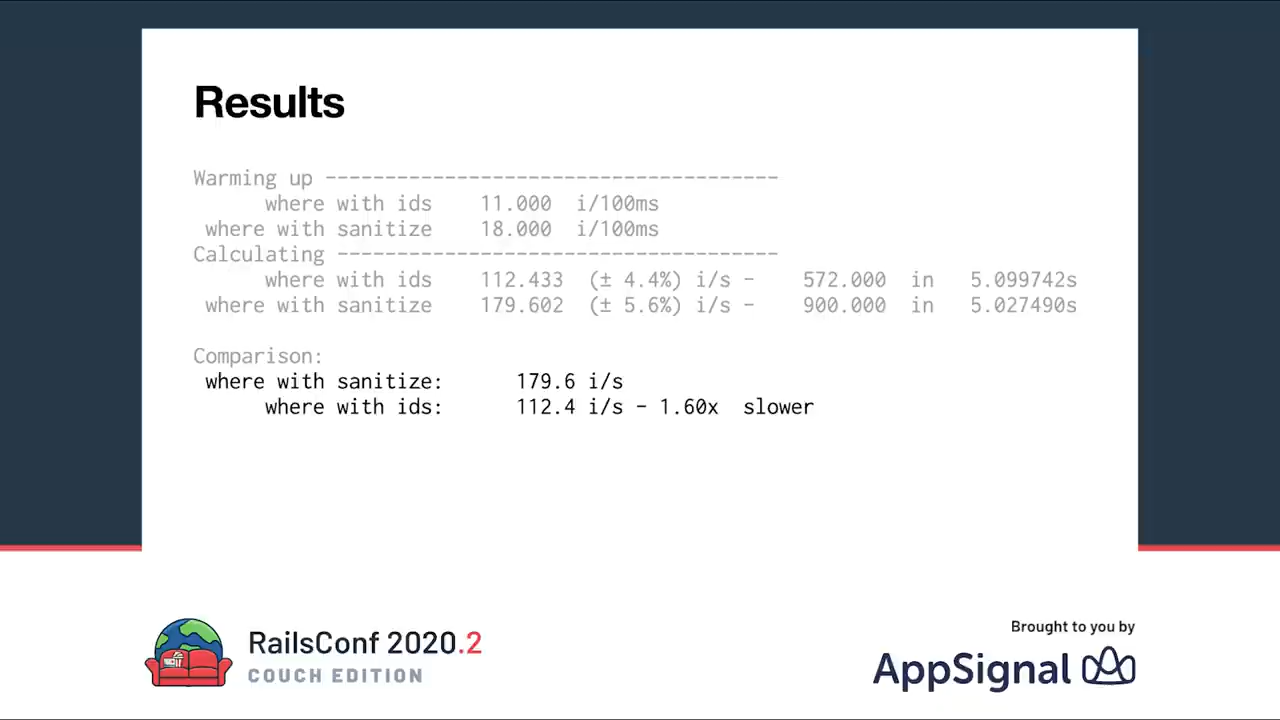 Results
Warming up --------------------------------------
where with ids 11.000 i/100ms
where with sanitize 18.000 i/100ms
Calculating -------------------------------------
where with ids 112.433 (± 4.4%) i/s - 572.000 in 5.099742s
where with sanitize 179.602 (± 5.6%) i/s - 900.000 in 5.027490s
Comparison:
where with sanitize: 179.6 i/s
where with ids: 112.4 i/s - 1.60x slower
RailsConf 2020.2
COUCH EDITION
Brought to you by
AppSignal